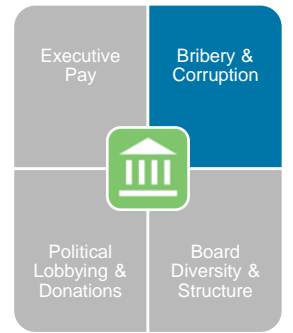 Executive
Pay
Bribery &
Corruption
Political
Lobbying &
Donations
Board
Diversity &
Structure